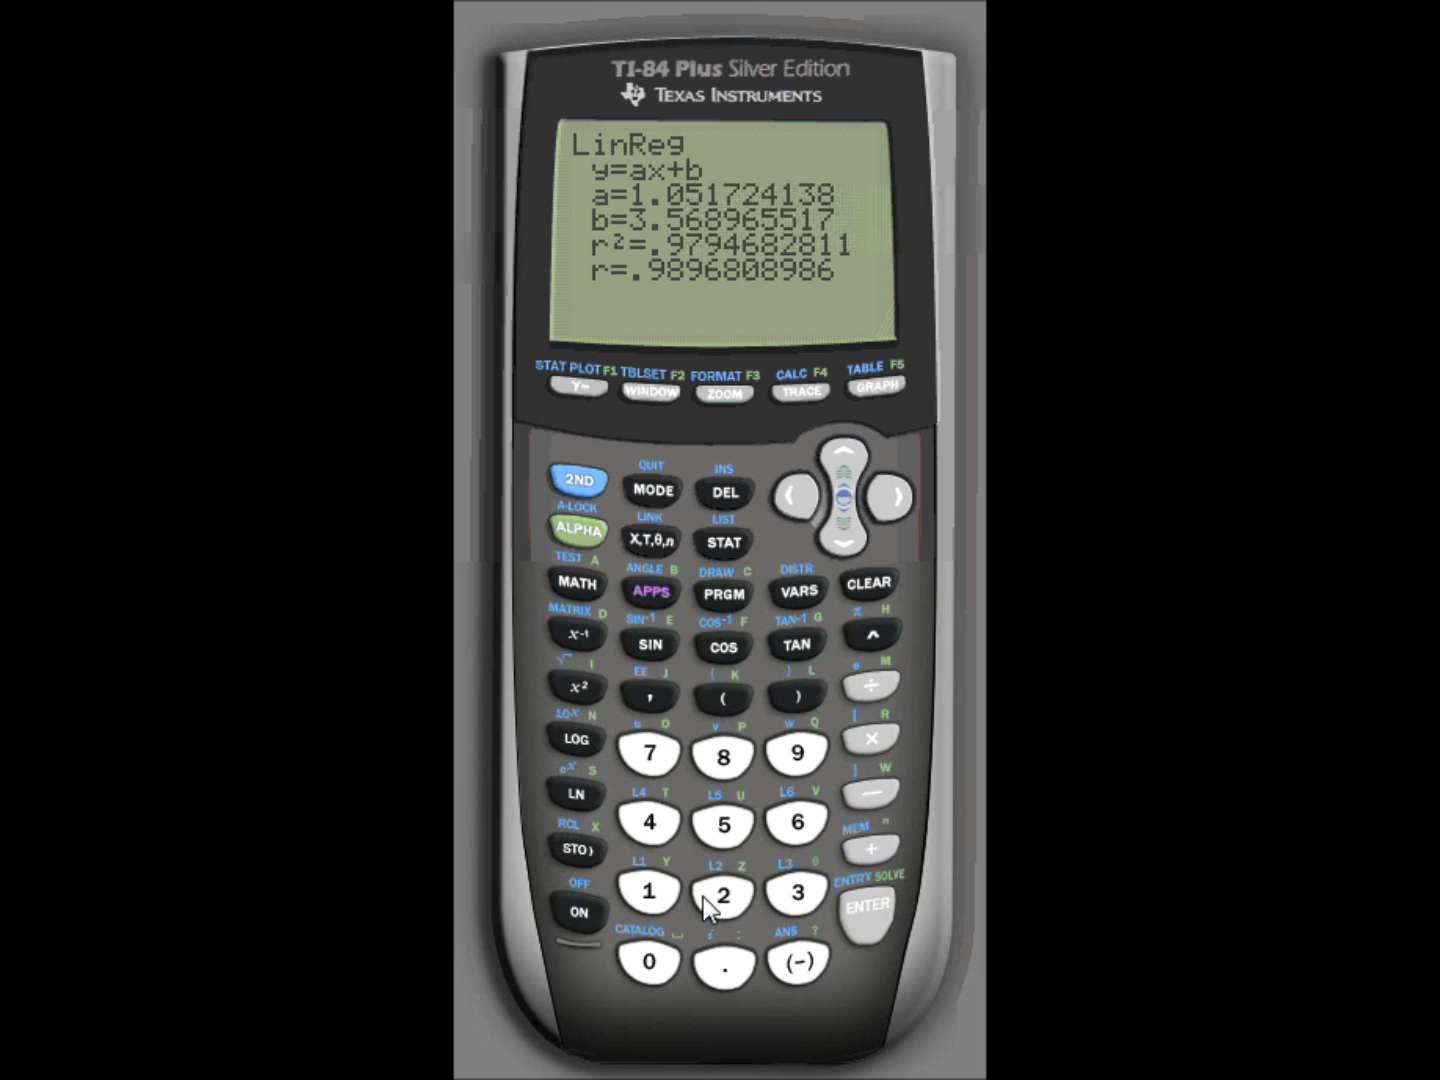 TI-84 Plus Silver Edition
TEXAS INSTRUMENTS
LinReg
y=ax+b
a=1.051724138
b=3.568965517
r²=.9794682811
r=.9896808986
STAT PLOT F1 TBLSET F2 FORMAT F3 CALC F4 TABLE F5
Y= WINDOW ZOOM TRACE GRAPH
QUIT INS
2ND MODE DEL
A-LOCK LINK LIST
ALPHA X,T,θ,n STAT
TEST A ANGLE B DRAW C DISTR
MATH APPS PRGM VARS CLEAR
MATRIX D SIN-1 E COS-1 F TAN-1 G π H
x-1 SIN COS TAN ^
√ I EE J { K } L e M
x² , ( ) ÷
10x N u O v P w Q [ R
LOG 7 8 9 ×
ex S L4 T L5 U L6 V ] W
LN 4 5 6 —
RCL X L1 Y L2 Z L3 θ MEM "
STO⟩ 1 2 3 +
OFF CATALOG ⎵ i : ANS ? ENTRY SOLVE
ON 0 . (-) ENTER